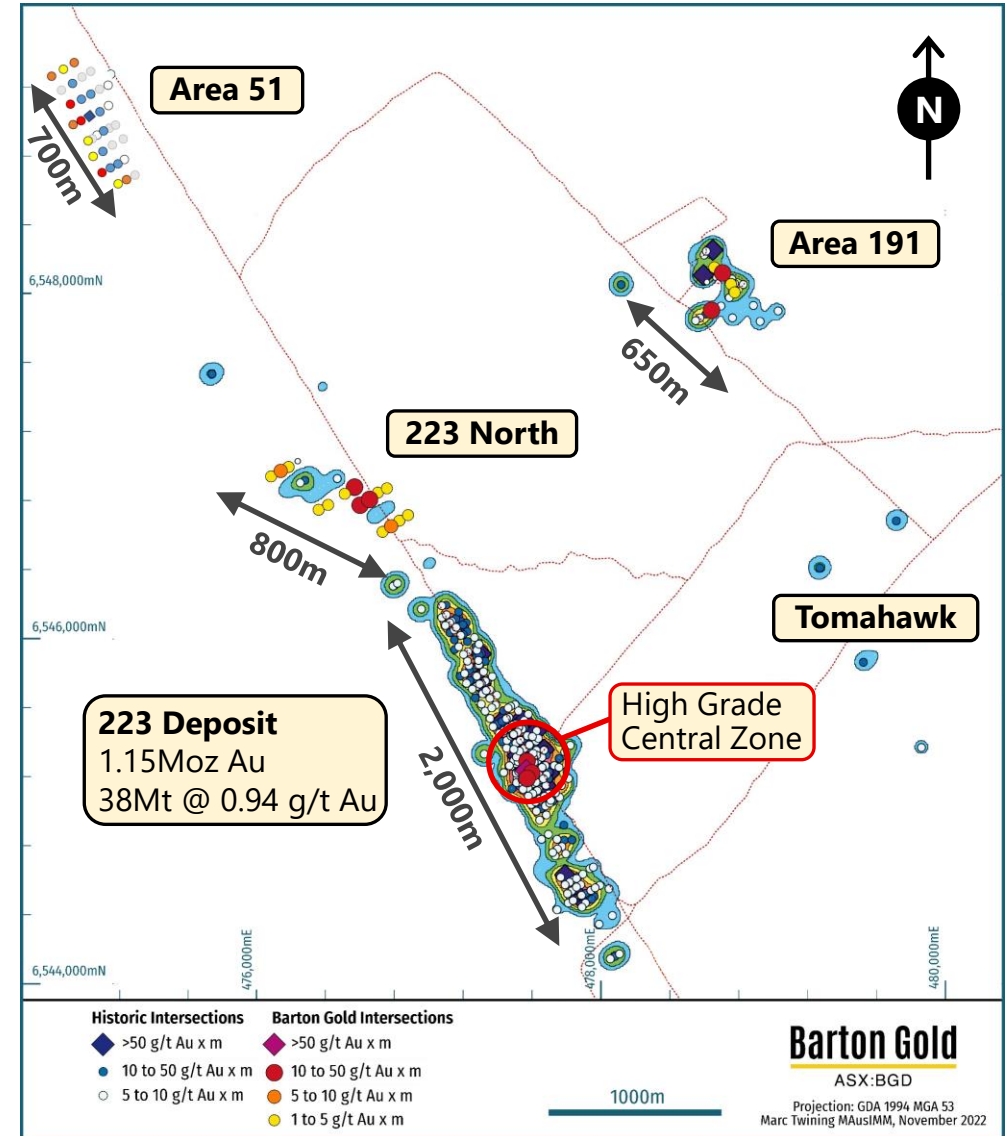 Area 51
N
700m
Area 191
6,548,000mN
650m
223 North
800m
Tomahawk
6,546,000mN
High Grade
Central Zone
223 Deposit
1.15Moz Au
38Mt @ 0.94 g/t Au
2,000m
476,000mE
478,000mE
480,000mE
6,544,000mN
Historic Intersections
>50 g/t Au x m
10 to 50 g/t Au x m
5 to 10 g/t Au x m
Barton Gold Intersections
>50 g/t Au x m
10 to 50 g/t Au x m
5 to 10 g/t Au x m
1 to 5 g/t Au x m
1000m
Barton Gold
ASX:BGD
Projection: GDA 1994 MGA 53
Marc Twining MAusIMM, November 2022